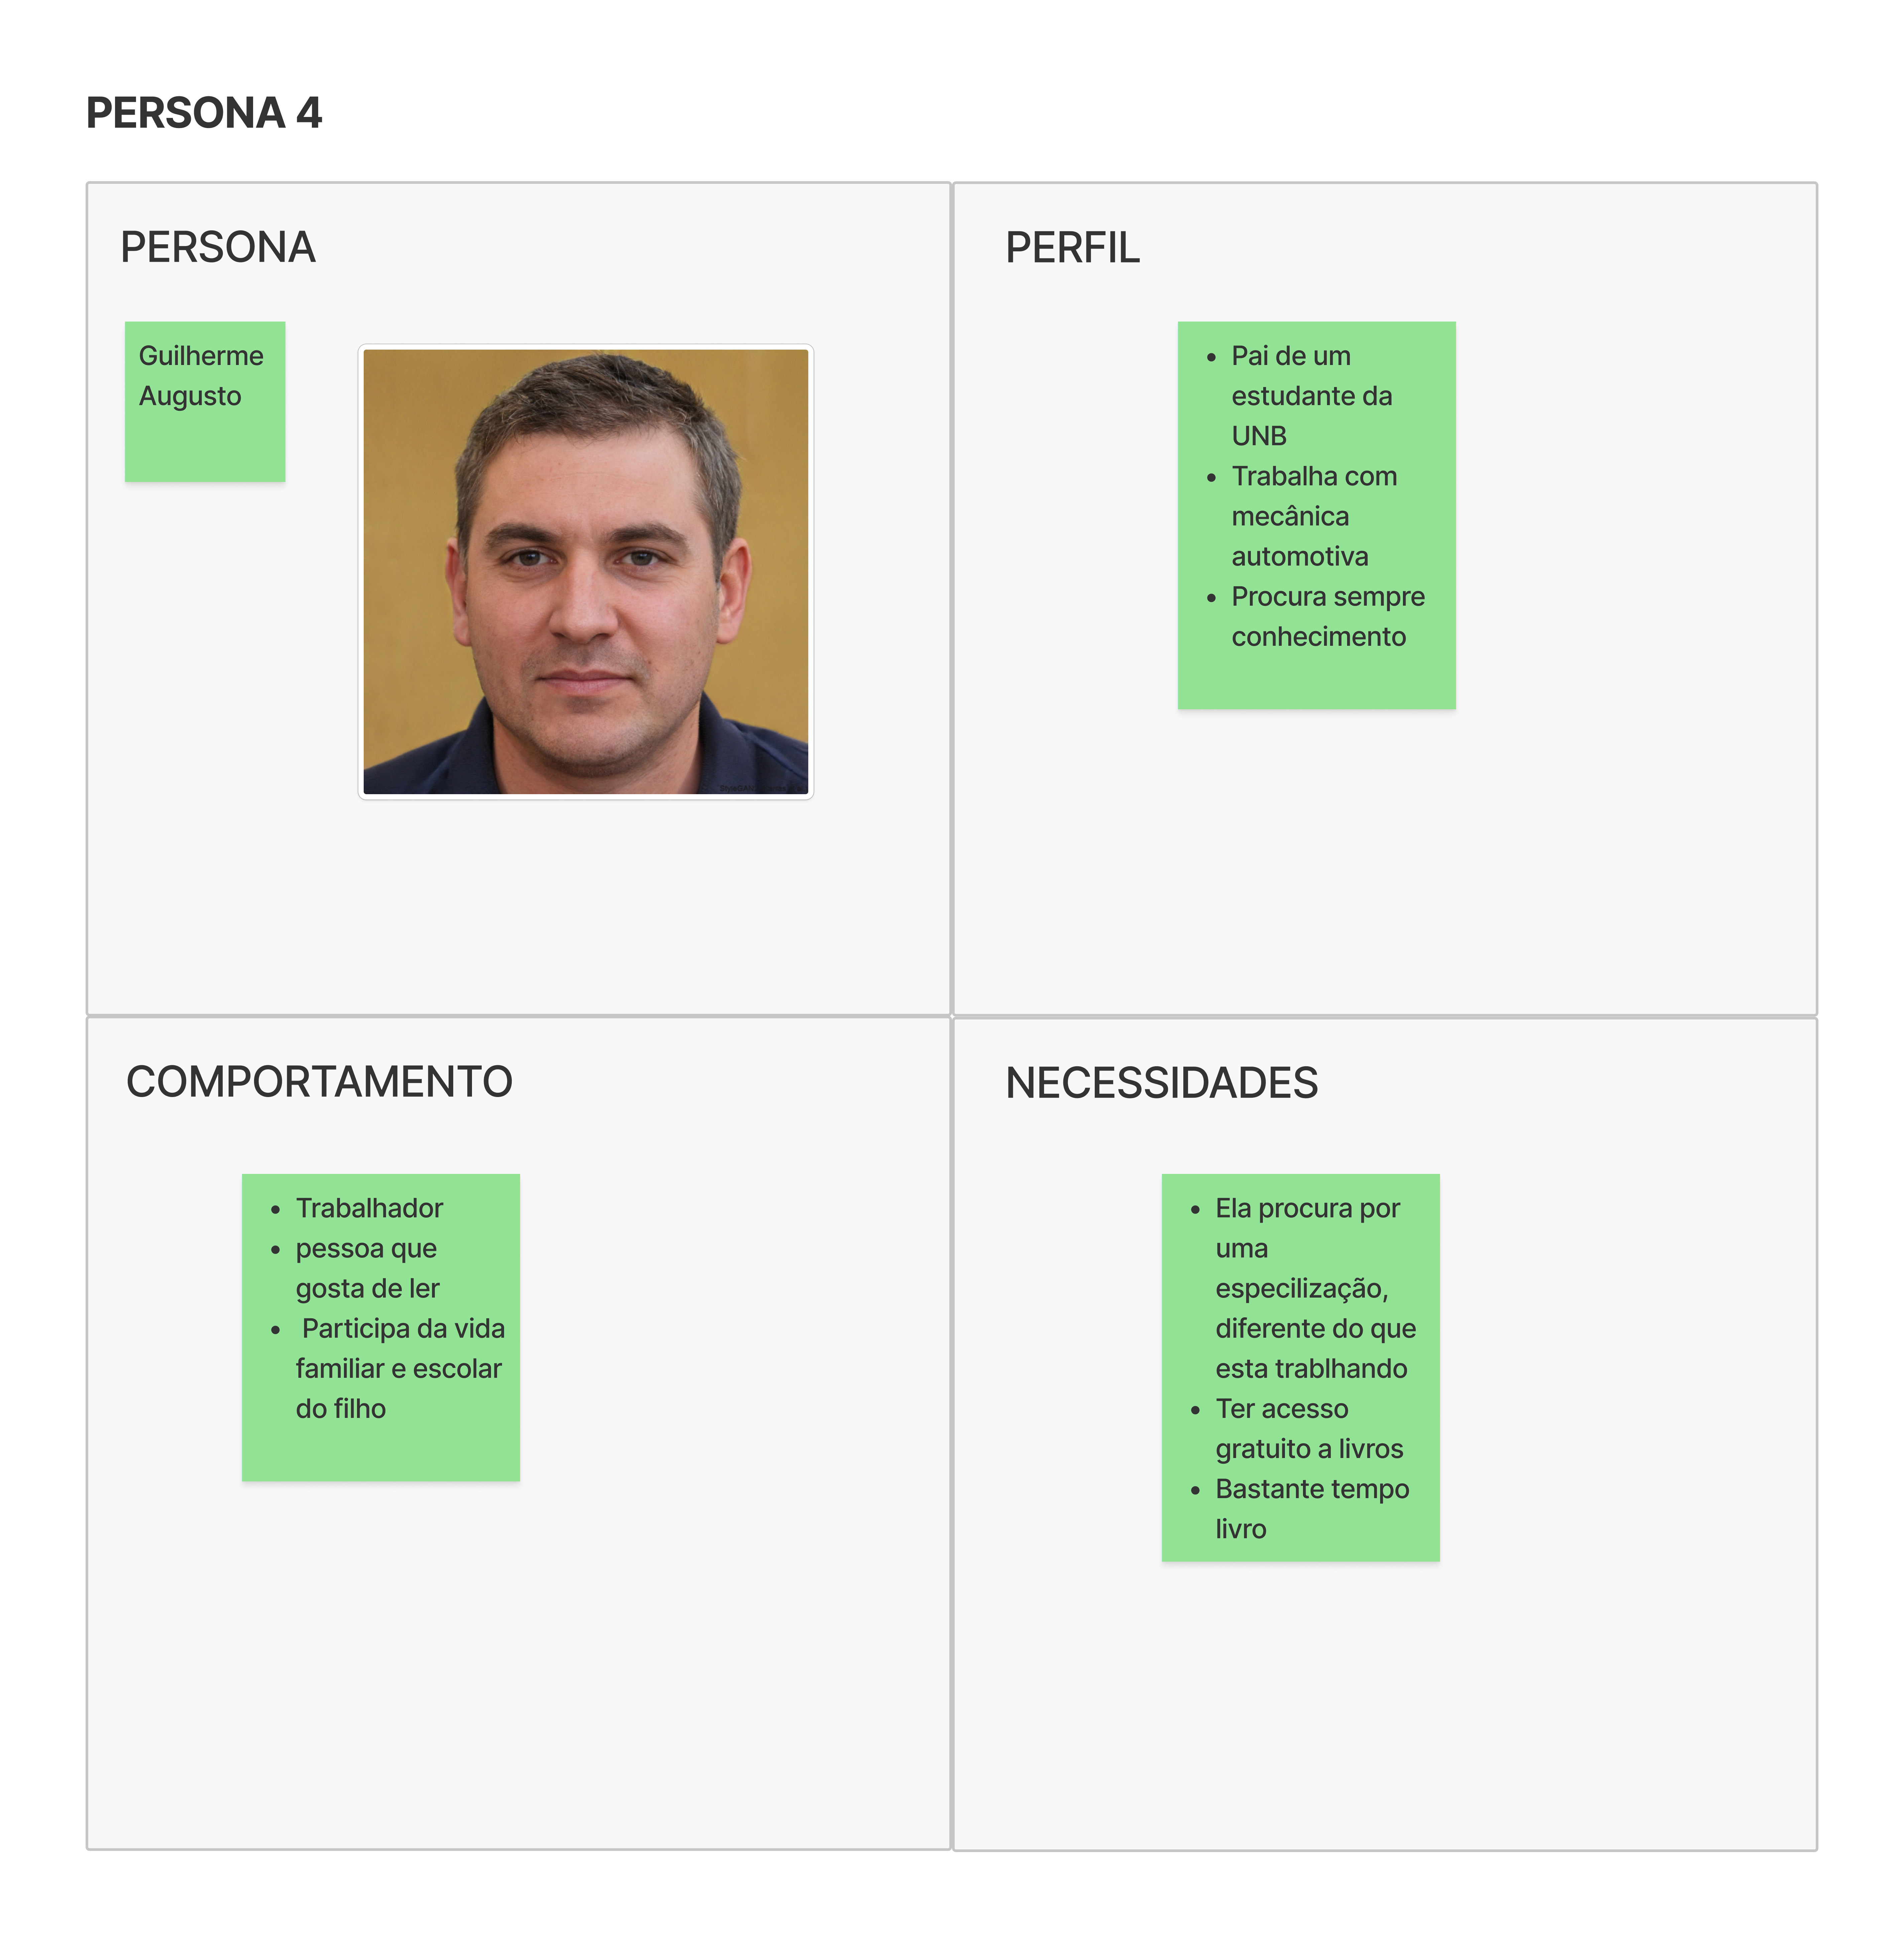 PERSONA 4
PERSONA
Guilherme
Augusto
PERFIL
• Pai de um
estudante da
UNB
• Trabalha com
mecânica
automotiva
• Procura sempre
conhecimento
COMPORTAMENTO
• Trabalhador
• pessoa que
gosta de ler
• Participa da vida
familiar e escolar
do filho
NECESSIDADES
• Ela procura por
uma
especilização,
diferente do que
esta trablhando
• Ter acesso
gratuito a livros
• Bastante tempo
livro